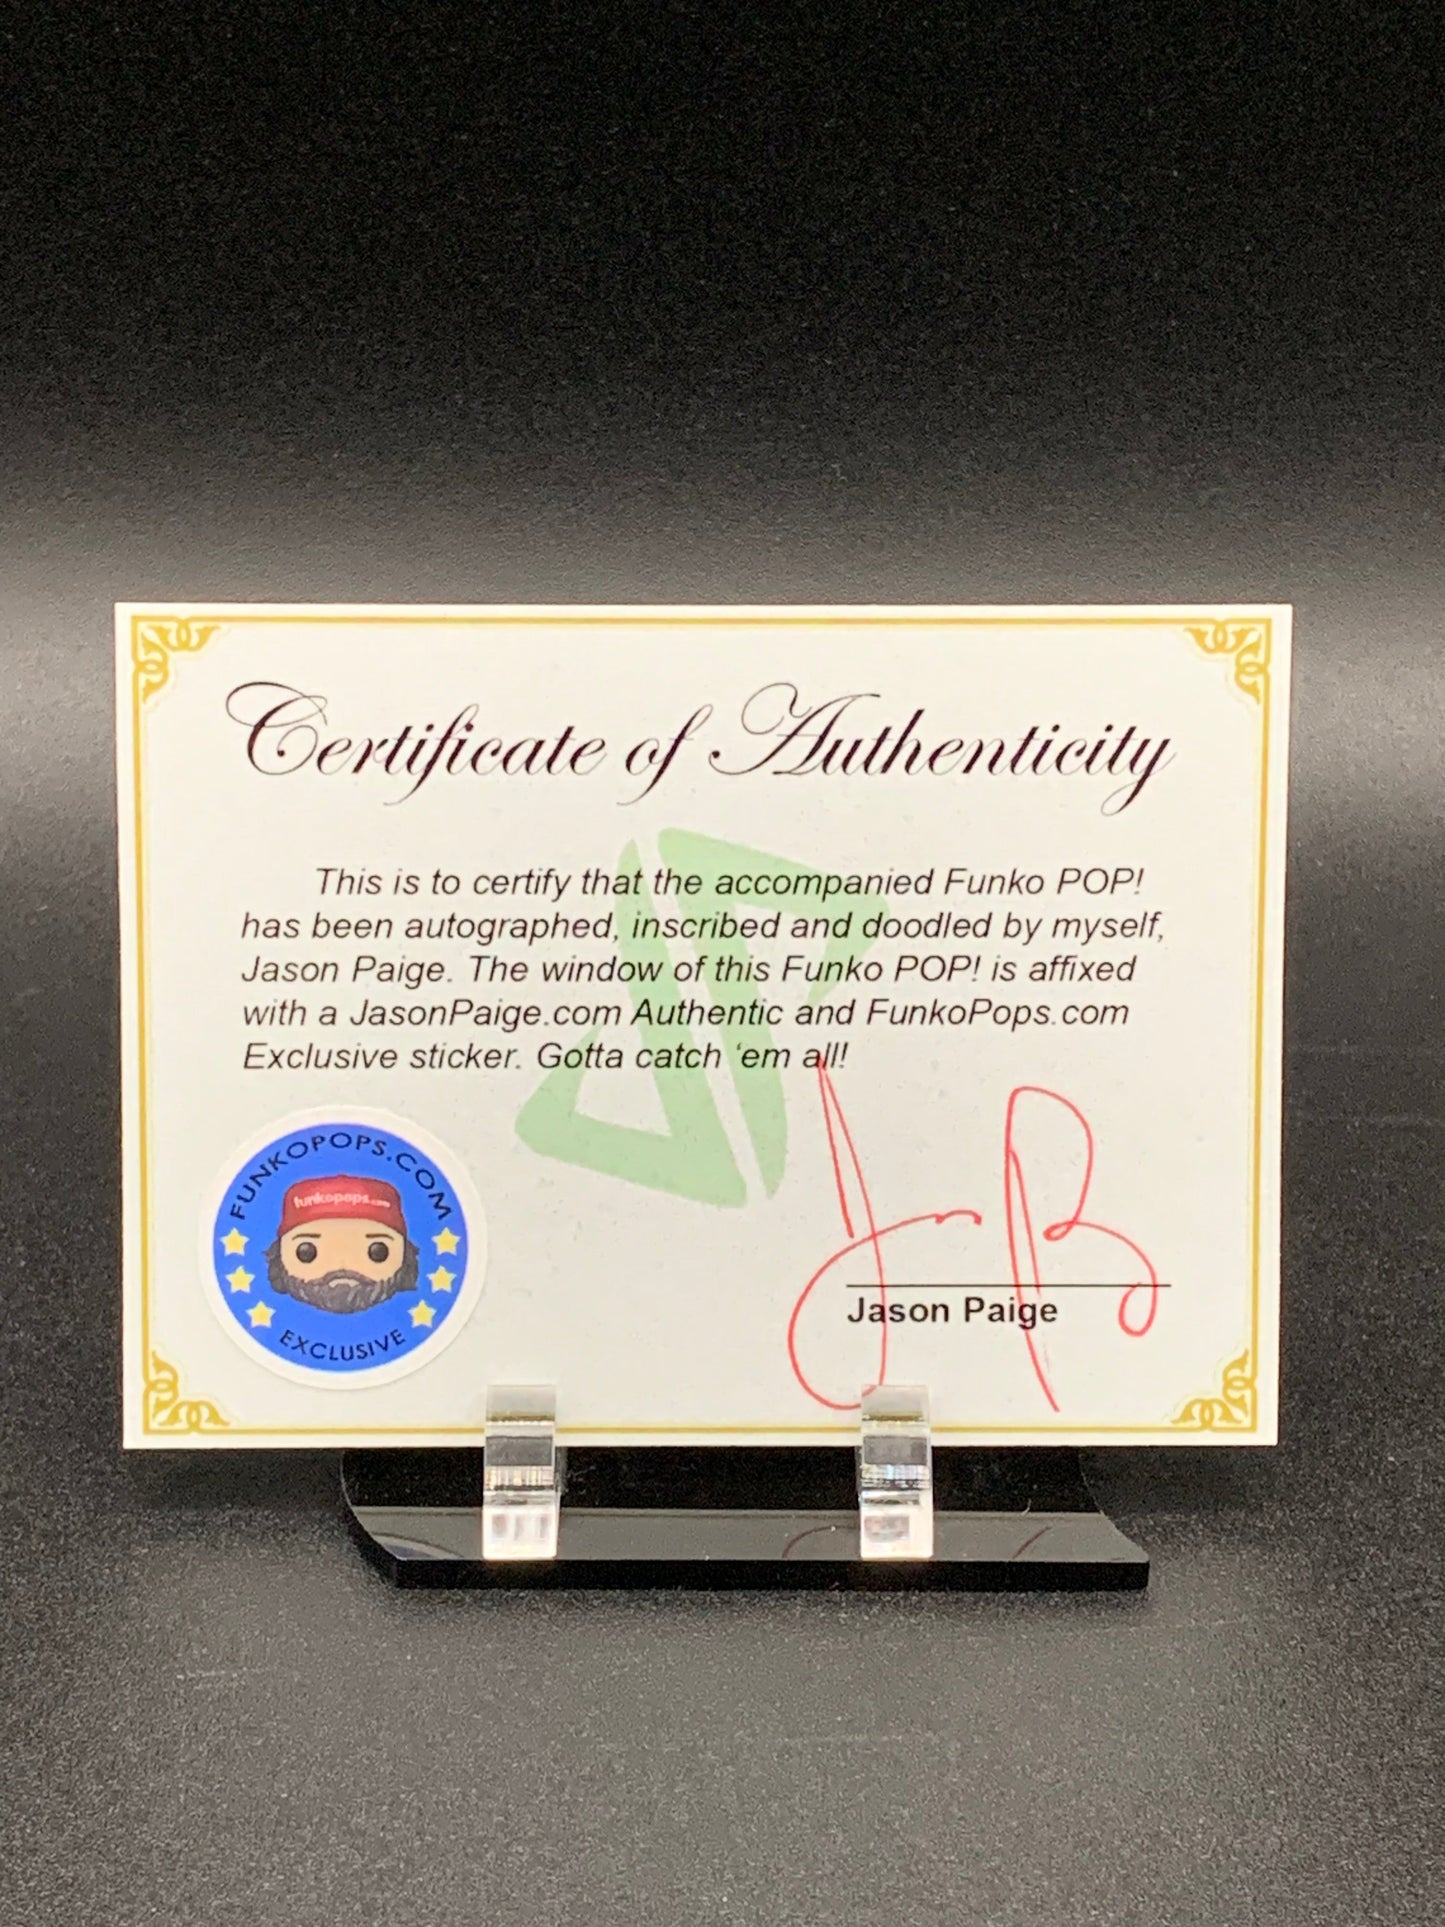 Certificate of Authenticity
This is to certify that the accompanied Funko POP!
has been autographed, inscribed and doodled by myself,
Jason Paige. The window of this Funko POP! is affixed
with a JasonPaige.com Authentic and FunkoPops.com
Exclusive sticker. Gotta catch ‘em all!
FUNKOPOPS.COM
funkopops.com
EXCLUSIVE
Jason Paige